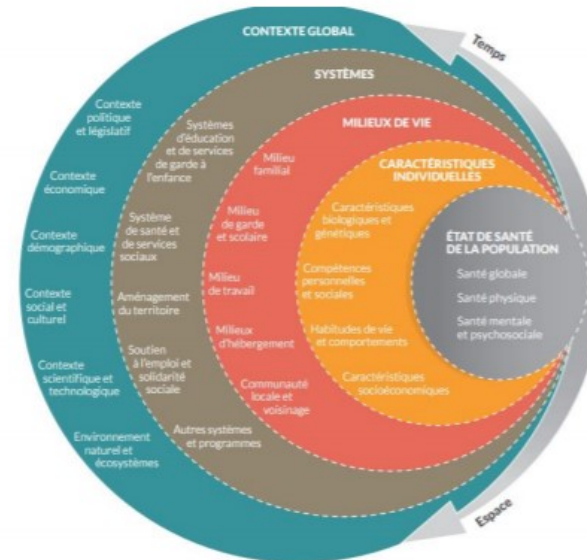 CONTEXTE GLOBAL
Temps
SYSTÈMES
MILIEUX DE VIE
CARACTÉRISTIQUES
INDIVIDUELLES
ÉTAT DE SANTÉ
DE LA POPULATION
Santé globale
Santé physique
Santé mentale
et psychosociale
Caractéristiques
biologiques et
génétiques
Compétences
personnelles
et sociales
Habitudes de vie
et comportements
Caractéristiques
socioéconomiques
Milieu
familial
Milieu
de garde
et scolaire
Milieu
de travail
Milieux
d'hébergement
Communauté
locale et
voisinage
Systèmes
d'éducation
et de services
de garde à
l'enfance
Système
de santé et
de services
sociaux
Aménagement
du territoire
Soutien
à l'emploi et
solidarité
sociale
Autres systèmes
et programmes
Contexte
politique
et législatif
Contexte
économique
Contexte
démographique
Contexte
social et
culturel
Contexte
scientifique et
technologique
Environnement
naturel et
écosystèmes
Espace